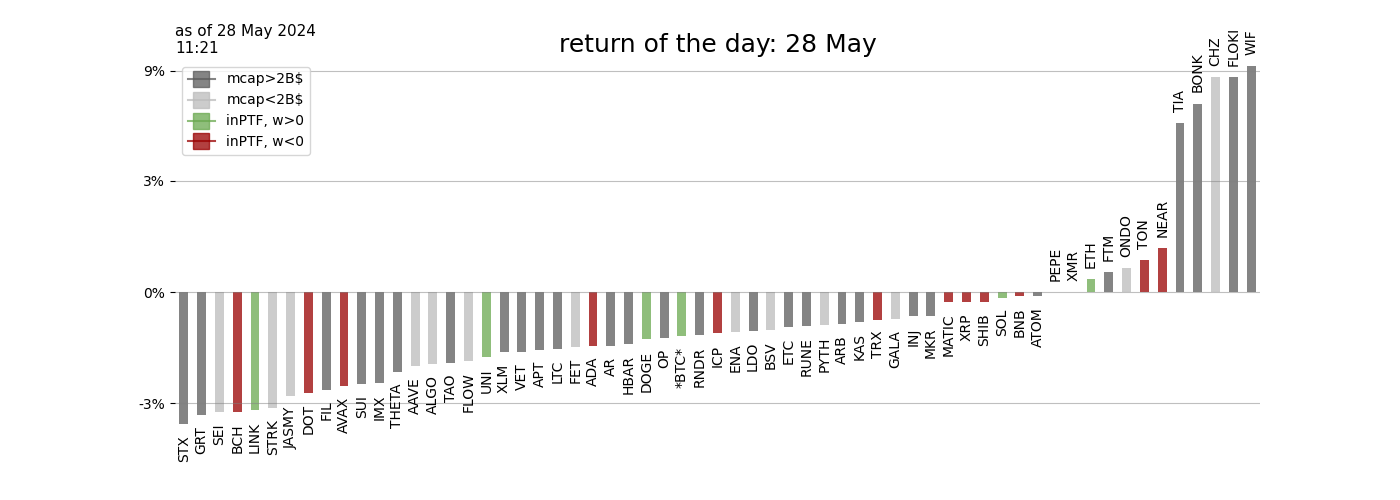 as of 28 May 2024
11:21
return of the day: 28 May
mcap>2B$
mcap<2B$
inPTF, w>0
inPTF, w<0
9%
3%
0%
-3%
STX
GRT
SEI
BCH
LINK
STRK
JASMY
DOT
FIL
AVAX
SUI
IMX
THETA
AAVE
ALGO
TAO
FLOW
UNI
XLM
VET
APT
LTC
FET
ADA
AR
HBAR
DOGE
OP
*BTC*
RNDR
ICP
ENA
LDO
BSV
ETC
RUNE
PYTH
ARB
KAS
TRX
GALA
INJ
MKR
MATIC
XRP
SHIB
SOL
BNB
ATOM
PEPE
XMR
ETH
FTM
ONDO
TON
NEAR
TIA
BONK
CHZ
FLOKI
WIF